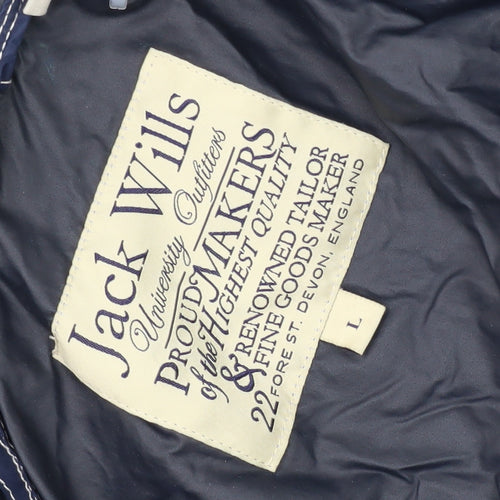 Jack Wills
University Outfitters
PROUD MAKERS
of the HIGHEST QUALITY
& RENOWNED TAILOR
FINE GOODS MAKER
22 FORE ST. DEVON, ENGLAND
L